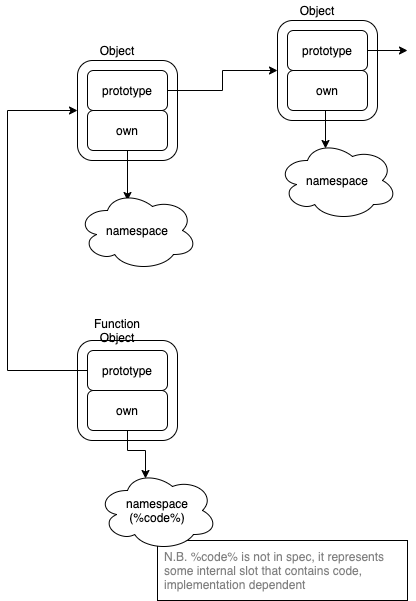 Object
prototype
own
namespace
Object
prototype
own
namespace
Function
Object
prototype
own
namespace
(%code%)
N.B. %code% is not in spec, it represents
some internal slot that contains code,
implementation dependent